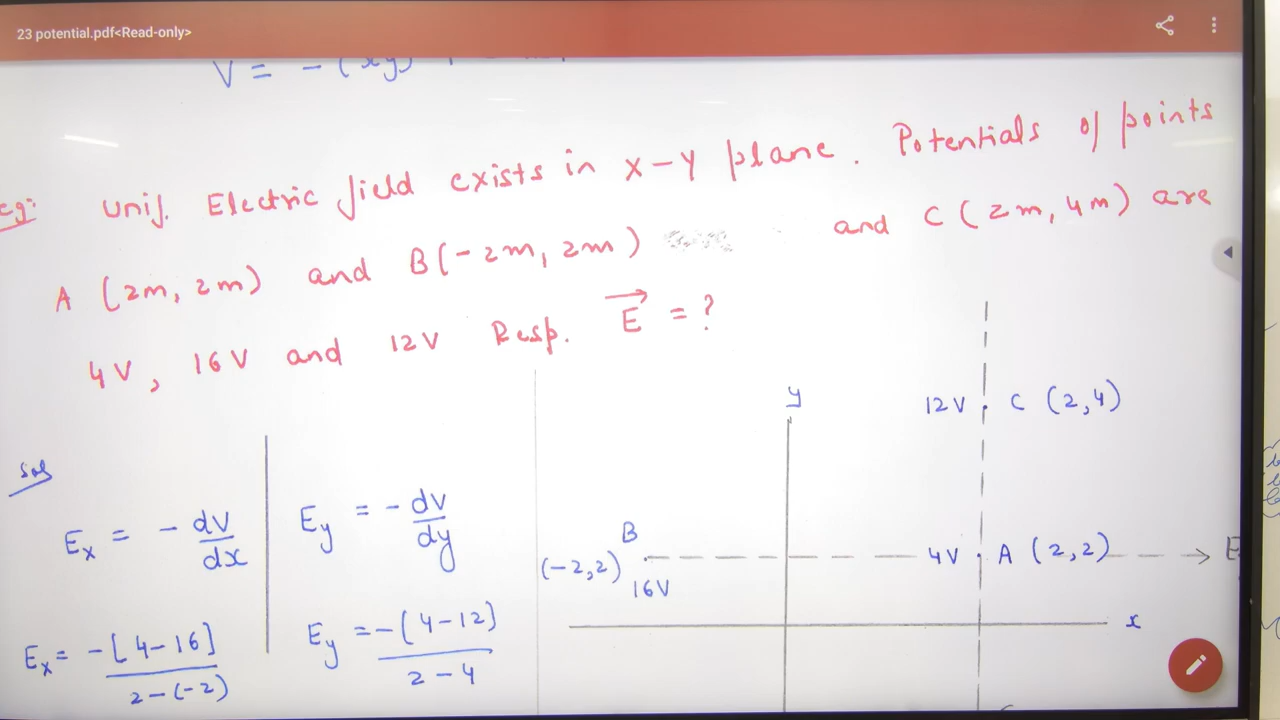 23 potential.pdf<Read-only>
V = - (xy)
eg: Unif. Electric field exists in X-Y plane. Potentials of points
A (2m, 2m) and B(-2m, 2m) and C(2m, 4m) are
4V, 16V and 12V Resp. E = ?
Sol
Ex = - dV/dx
Ey = - dV/dy
Ex = -[4-16] / 2-(-2)
Ey = -(4-12) / 2-4
y
12V C (2,4)
B
(-2,2)
16V
4V A (2,2) E
x